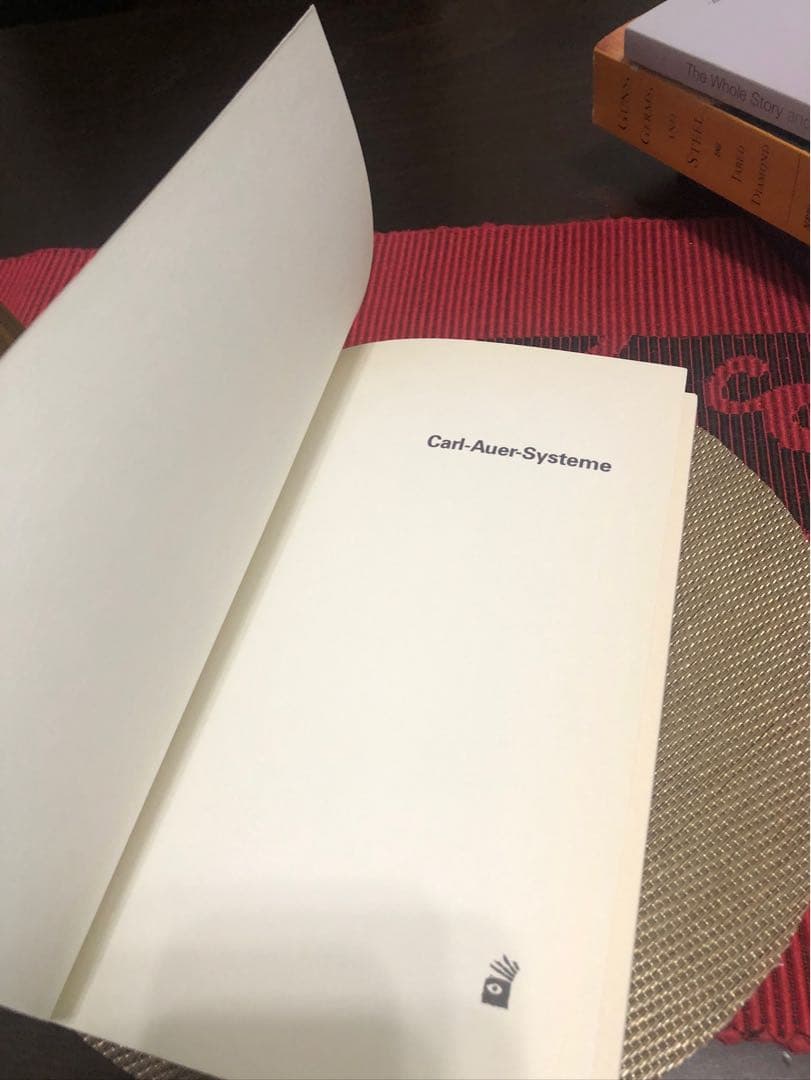 The Whole Story and
GUNS,
GERMS,
AND
STEEL
JARED
DIAMOND
Carl-Auer-Systeme